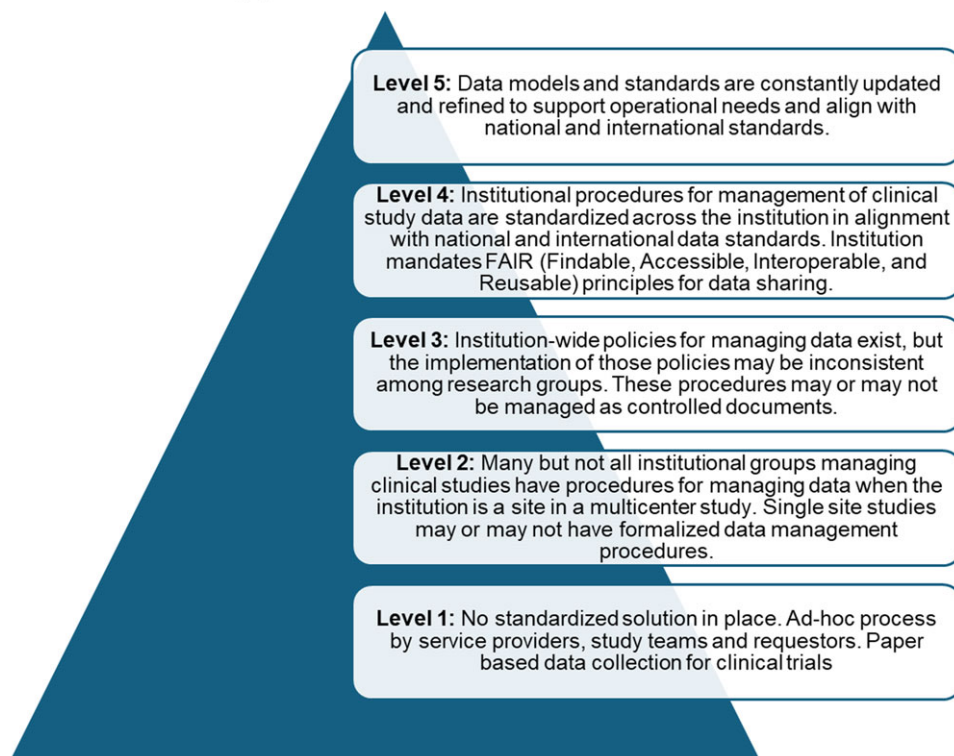 Level 5: Data models and standards are constantly updated
and refined to support operational needs and align with
national and international standards.
Level 4: Institutional procedures for management of clinical
study data are standardized across the institution in alignment
with national and international data standards. Institution
mandates FAIR (Findable, Accessible, Interoperable, and
Reusable) principles for data sharing.
Level 3: Institution-wide policies for managing data exist, but
the implementation of those policies may be inconsistent
among research groups. These procedures may or may not
be managed as controlled documents.
Level 2: Many but not all institutional groups managing
clinical studies have procedures for managing data when the
institution is a site in a multicenter study. Single site studies
may or may not have formalized data management
procedures.
Level 1: No standardized solution in place. Ad-hoc process
by service providers, study teams and requestors. Paper
based data collection for clinical trials